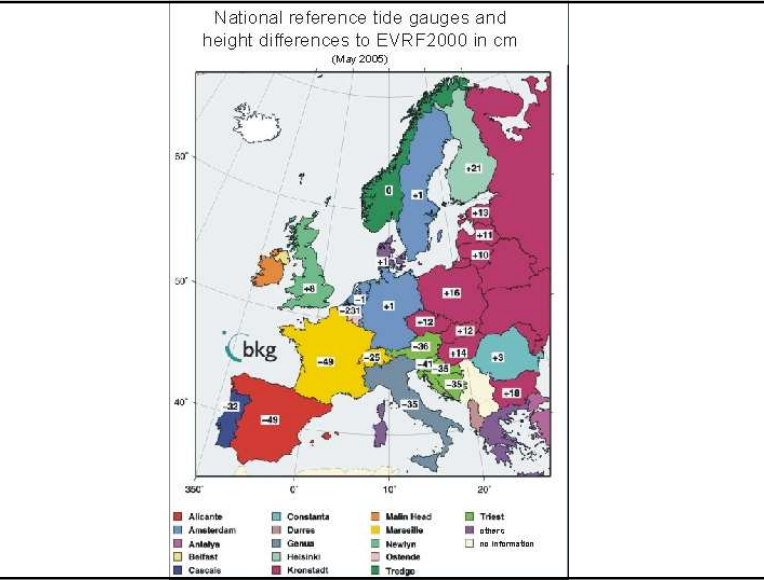 National reference tide gauges and
height differences to EVRF2000 in cm
(May 2005)
60°
+21
0
+1
+13
+11
+10
+1
50°
+8
-1
-231
+1
+16
+12
+12
bkg
-49
-25
-36
+14
-41
-35
+3
-35
+18
40°
-32
-49
-35
350°
0°
10°
20°
Alicante
Constanta
Malin Head
Triest
Amsterdam
Durres
Marseille
others
Antalya
Genua
Newlyn
no information
Belfast
Helsinki
Ostende
Cascais
Kronstadt
Tredge